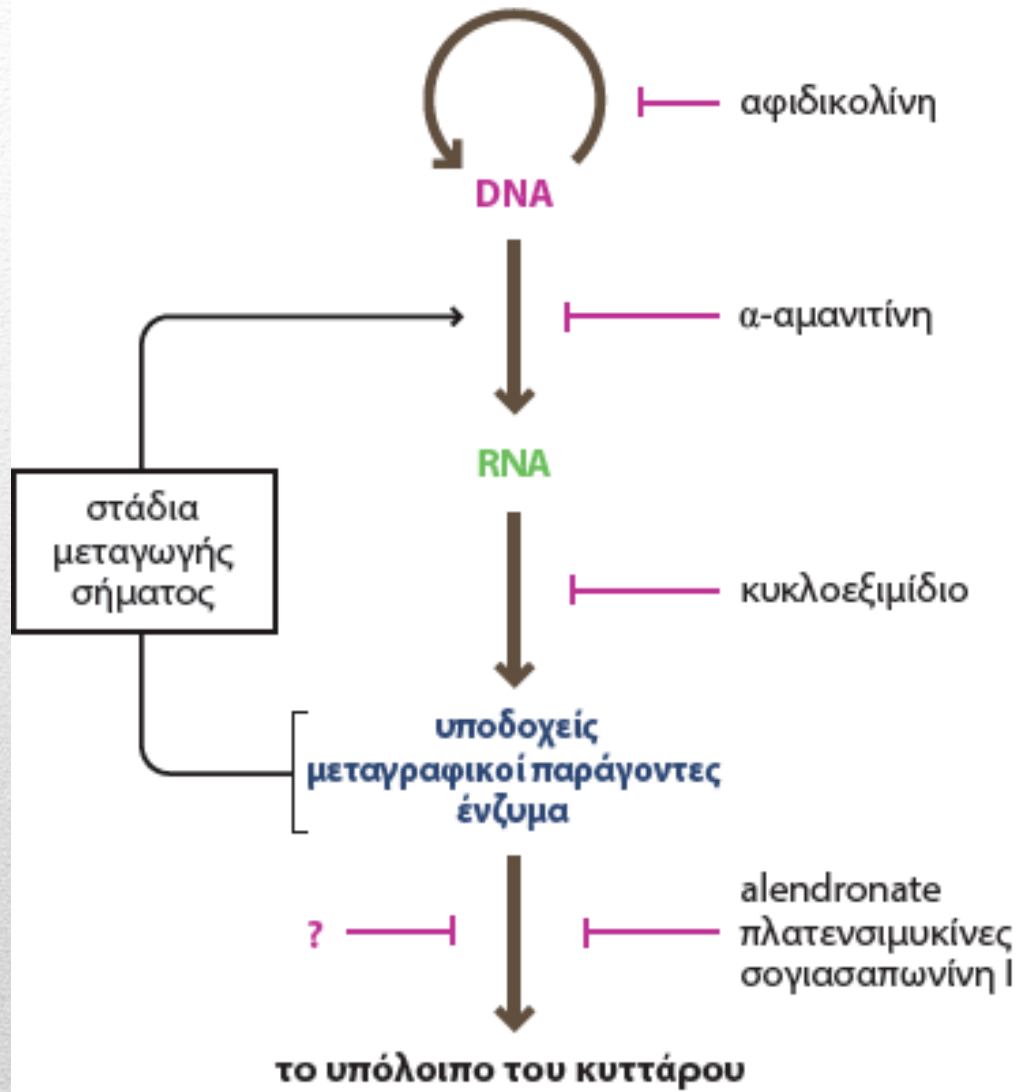 αφιδικολίνη
DNA
α-αμανιτίνη
RNA
στάδια
μεταγωγής
σήματος
κυκλοεξιμίδιο
υποδοχείς
μεταγραφικοί παράγοντες
ένζυμα
?
alendronate
πλατενσιμυκίνες
σογιασαπωνίνη Ι
το υπόλοιπο του κυττάρου